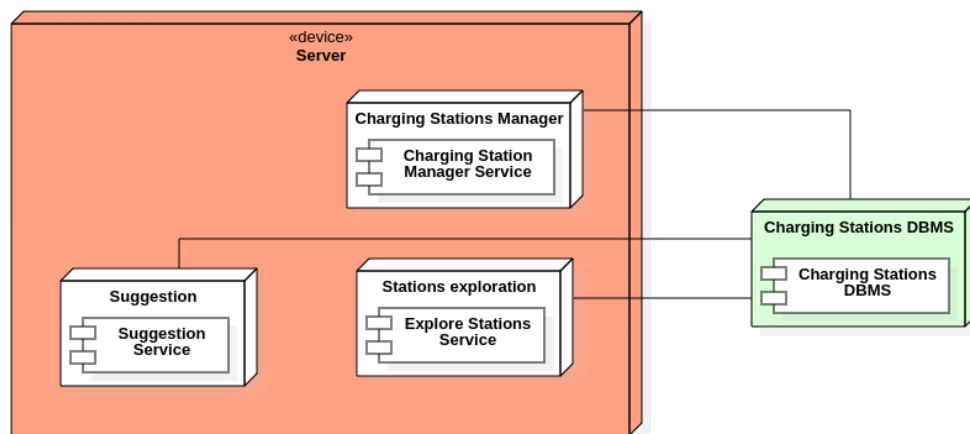 «device»
Server
Charging Stations Manager
Charging Station
Manager Service
Charging Stations DBMS
Charging Stations
DBMS
Suggestion
Suggestion
Service
Stations exploration
Explore Stations
Service